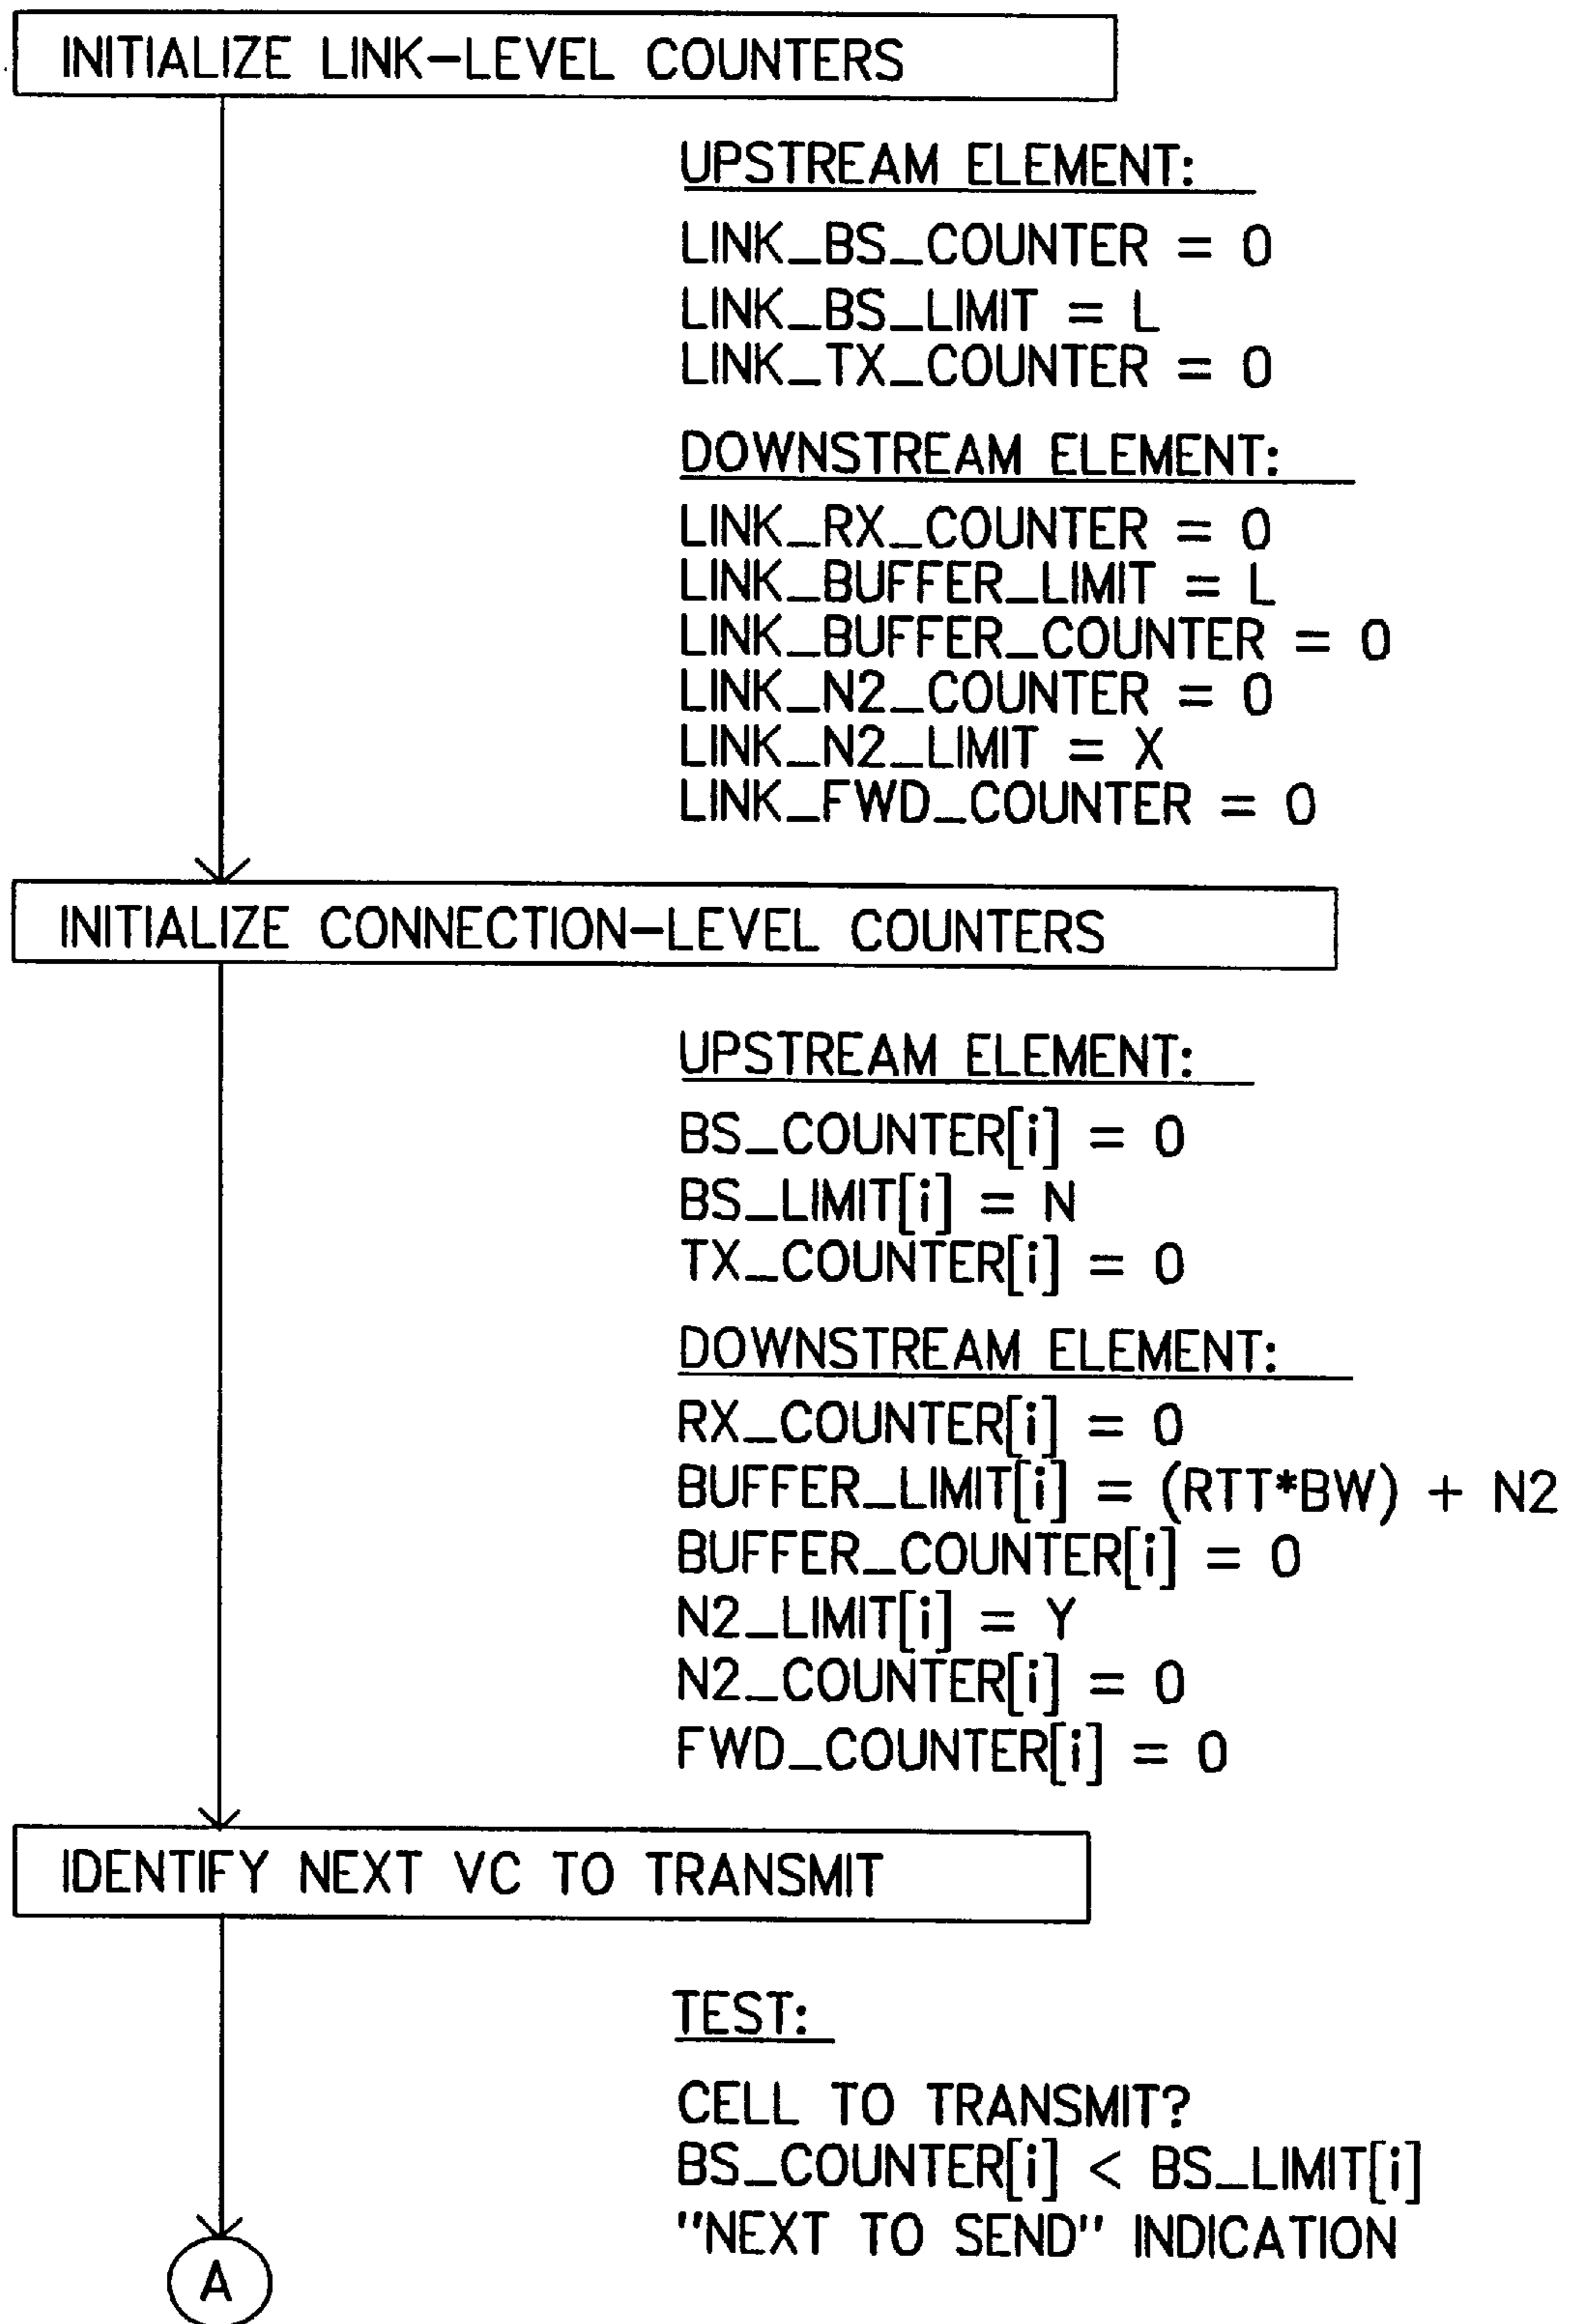 INITIALIZE LINK-LEVEL COUNTERS
UPSTREAM ELEMENT:
LINK_BS_COUNTER = 0
LINK_BS_LIMIT = L
LINK_TX_COUNTER = 0
DOWNSTREAM ELEMENT:
LINK_RX_COUNTER = 0
LINK_BUFFER_LIMIT = L
LINK_BUFFER_COUNTER = 0
LINK_N2_COUNTER = 0
LINK_N2_LIMIT = X
LINK_FWD_COUNTER = 0
INITIALIZE CONNECTION-LEVEL COUNTERS
UPSTREAM ELEMENT:
BS_COUNTER[i] = 0
BS_LIMIT[i] = N
TX_COUNTER[i] = 0
DOWNSTREAM ELEMENT:
RX_COUNTER[i] = 0
BUFFER_LIMIT[i] = (RTT*BW) + N2
BUFFER_COUNTER[i] = 0
N2_LIMIT[i] = Y
N2_COUNTER[i] = 0
FWD_COUNTER[i] = 0
IDENTIFY NEXT VC TO TRANSMIT
TEST:
CELL TO TRANSMIT?
BS_COUNTER[i] < BS_LIMIT[i]
"NEXT TO SEND" INDICATION
A